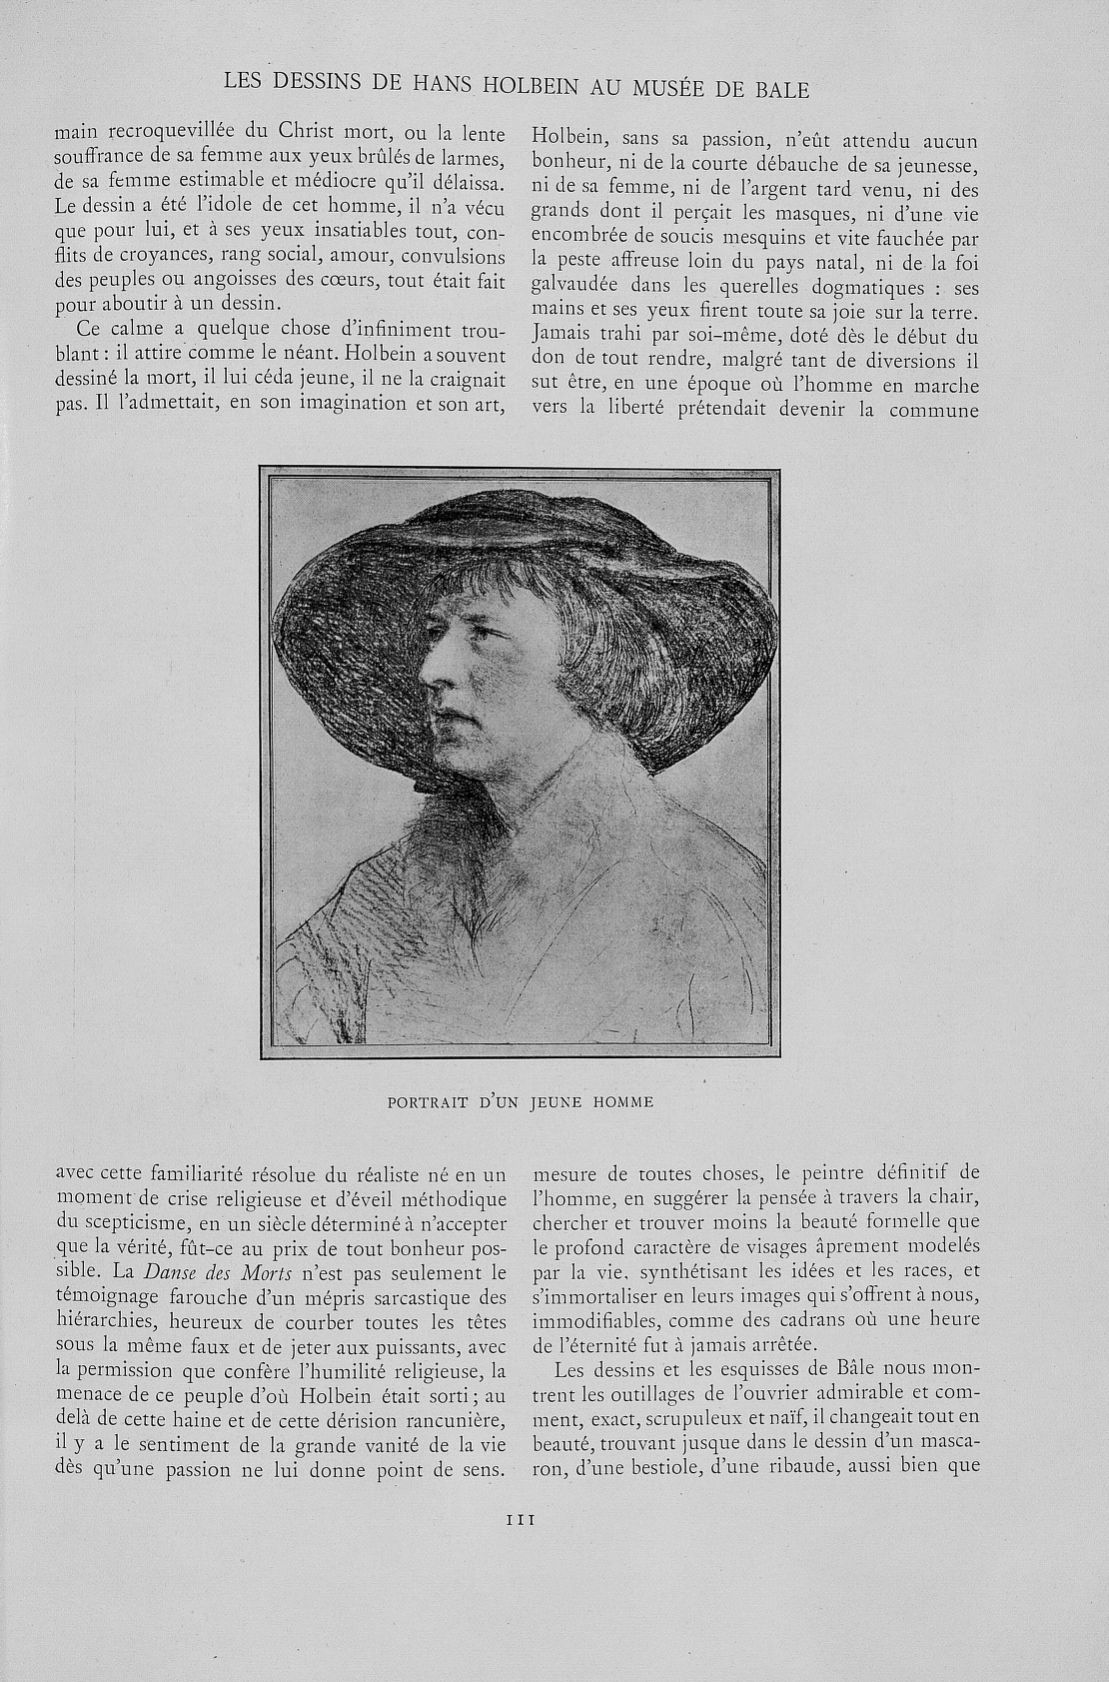 LES DESSINS DE HANS HOLBEIN AU MUSÉE DE BALE
main recroquevillée du Christ mort, ou la lente
souffrance de sa femme aux yeux brûlés de larmes,
de sa femme estimable et médiocre qu'il délaissa.
Le dessin a été l'idole de cet homme, il n'a vécu
que pour lui, et à ses yeux insatiables tout, con-
flits de croyances, rang social, amour, convulsions
des peuples ou angoisses des cœurs, tout était fait
pour aboutir à un dessin.
Ce calme a quelque chose d'infiniment trou-
blant : il attire comme le néant. Holbein a souvent
dessiné la mort, il lui céda jeune, il ne la craignait
pas. Il l'admettait, en son imagination et son art,
Holbein, sans sa passion, n'eût attendu aucun
bonheur, ni de la courte débauche de sa jeunesse,
ni de sa femme, ni de l'argent tard venu, ni des
grands dont il perçait les masques, ni d'une vie
encombrée de soucis mesquins et vite fauchée par
la peste affreuse loin du pays natal, ni de la foi
galvaudée dans les querelles dogmatiques : ses
mains et ses yeux firent toute sa joie sur la terre.
Jamais trahi par soi-même, doté dès le début du
don de tout rendre, malgré tant de diversions il
sut être, en une époque où l'homme en marche
vers la liberté prétendait devenir la commune
PORTRAIT D'UN JEUNE HOMME
avec cette familiarité résolue du réaliste né en un
moment de crise religieuse et d'éveil méthodique
du scepticisme, en un siècle déterminé à n'accepter
que la vérité, fût-ce au prix de tout bonheur pos-
sible. La Danse des Morts n'est pas seulement le
témoignage farouche d'un mépris sarcastique des
hiérarchies, heureux de courber toutes les têtes
sous la même faux et de jeter aux puissants, avec
la permission que confère l'humilité religieuse, la
menace de ce peuple d'où Holbein était sorti ; au
delà de cette haine et de cette dérision rancunière,
il y a le sentiment de la grande vanité de la vie
dès qu'une passion ne lui donne point de sens.
mesure de toutes choses, le peintre définitif de
l'homme, en suggérer la pensée à travers la chair,
chercher et trouver moins la beauté formelle que
le profond caractère de visages âprement modelés
par la vie, synthétisant les idées et les races, et
s'immortaliser en leurs images qui s'offrent à nous,
immodifiables, comme des cadrans où une heure
de l'éternité fut à jamais arrêtée.
Les dessins et les esquisses de Bâle nous mon-
trent les outillages de l'ouvrier admirable et com-
ment, exact, scrupuleux et naïf, il changeait tout en
beauté, trouvant jusque dans le dessin d'un masca-
ron, d'une bestiole, d'une ribaude, aussi bien que
III